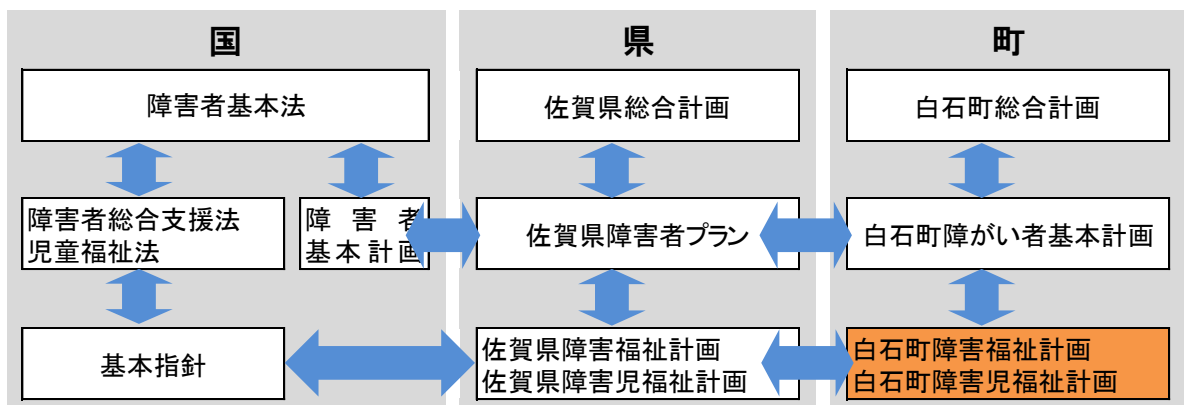 国
障害者基本法
障害者総合支援法
児童福祉法
障害者
基本計画
基本指針
県
佐賀県総合計画
佐賀県障害者プラン
佐賀県障害福祉計画
佐賀県障害児福祉計画
町
白石町総合計画
白石町障がい者基本計画
白石町障害福祉計画
白石町障害児福祉計画